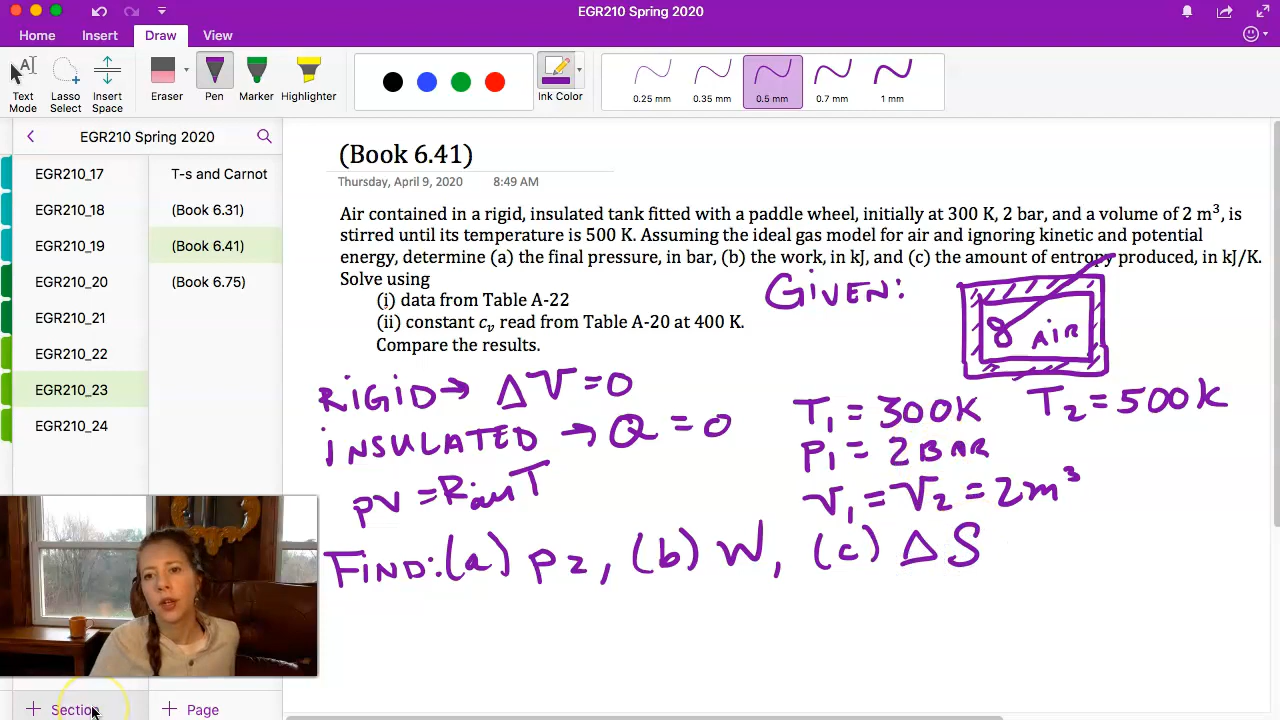 EGR210 Spring 2020
Home Insert Draw View
Text Mode
Lasso Select
Insert Space
Eraser
Pen
Marker
Highlighter
Ink Color
0.25 mm
0.35 mm
0.5 mm
0.7 mm
1 mm
EGR210 Spring 2020
EGR210_17
EGR210_18
EGR210_19
EGR210_20
EGR210_21
EGR210_22
EGR210_23
EGR210_24
T-s and Carnot
(Book 6.31)
(Book 6.41)
(Book 6.75)
+ Section
+ Page
(Book 6.41)
Thursday, April 9, 2020 8:49 AM
Air contained in a rigid, insulated tank fitted with a paddle wheel, initially at 300 K, 2 bar, and a volume of 2 m³, is
stirred until its temperature is 500 K. Assuming the ideal gas model for air and ignoring kinetic and potential
energy, determine (a) the final pressure, in bar, (b) the work, in kJ, and (c) the amount of entropy produced, in kJ/K.
Solve using
(i) data from Table A-22
(ii) constant cᵥ read from Table A-20 at 400 K.
Compare the results.
GIVEN:
AIR
RIGID → ΔV = 0
INSULATED → Q = 0
pv = Rair T
T₁ = 300K T₂ = 500K
P₁ = 2 BAR
V₁ = V₂ = 2m³
FIND: (a) p2, (b) W, (c) ΔS